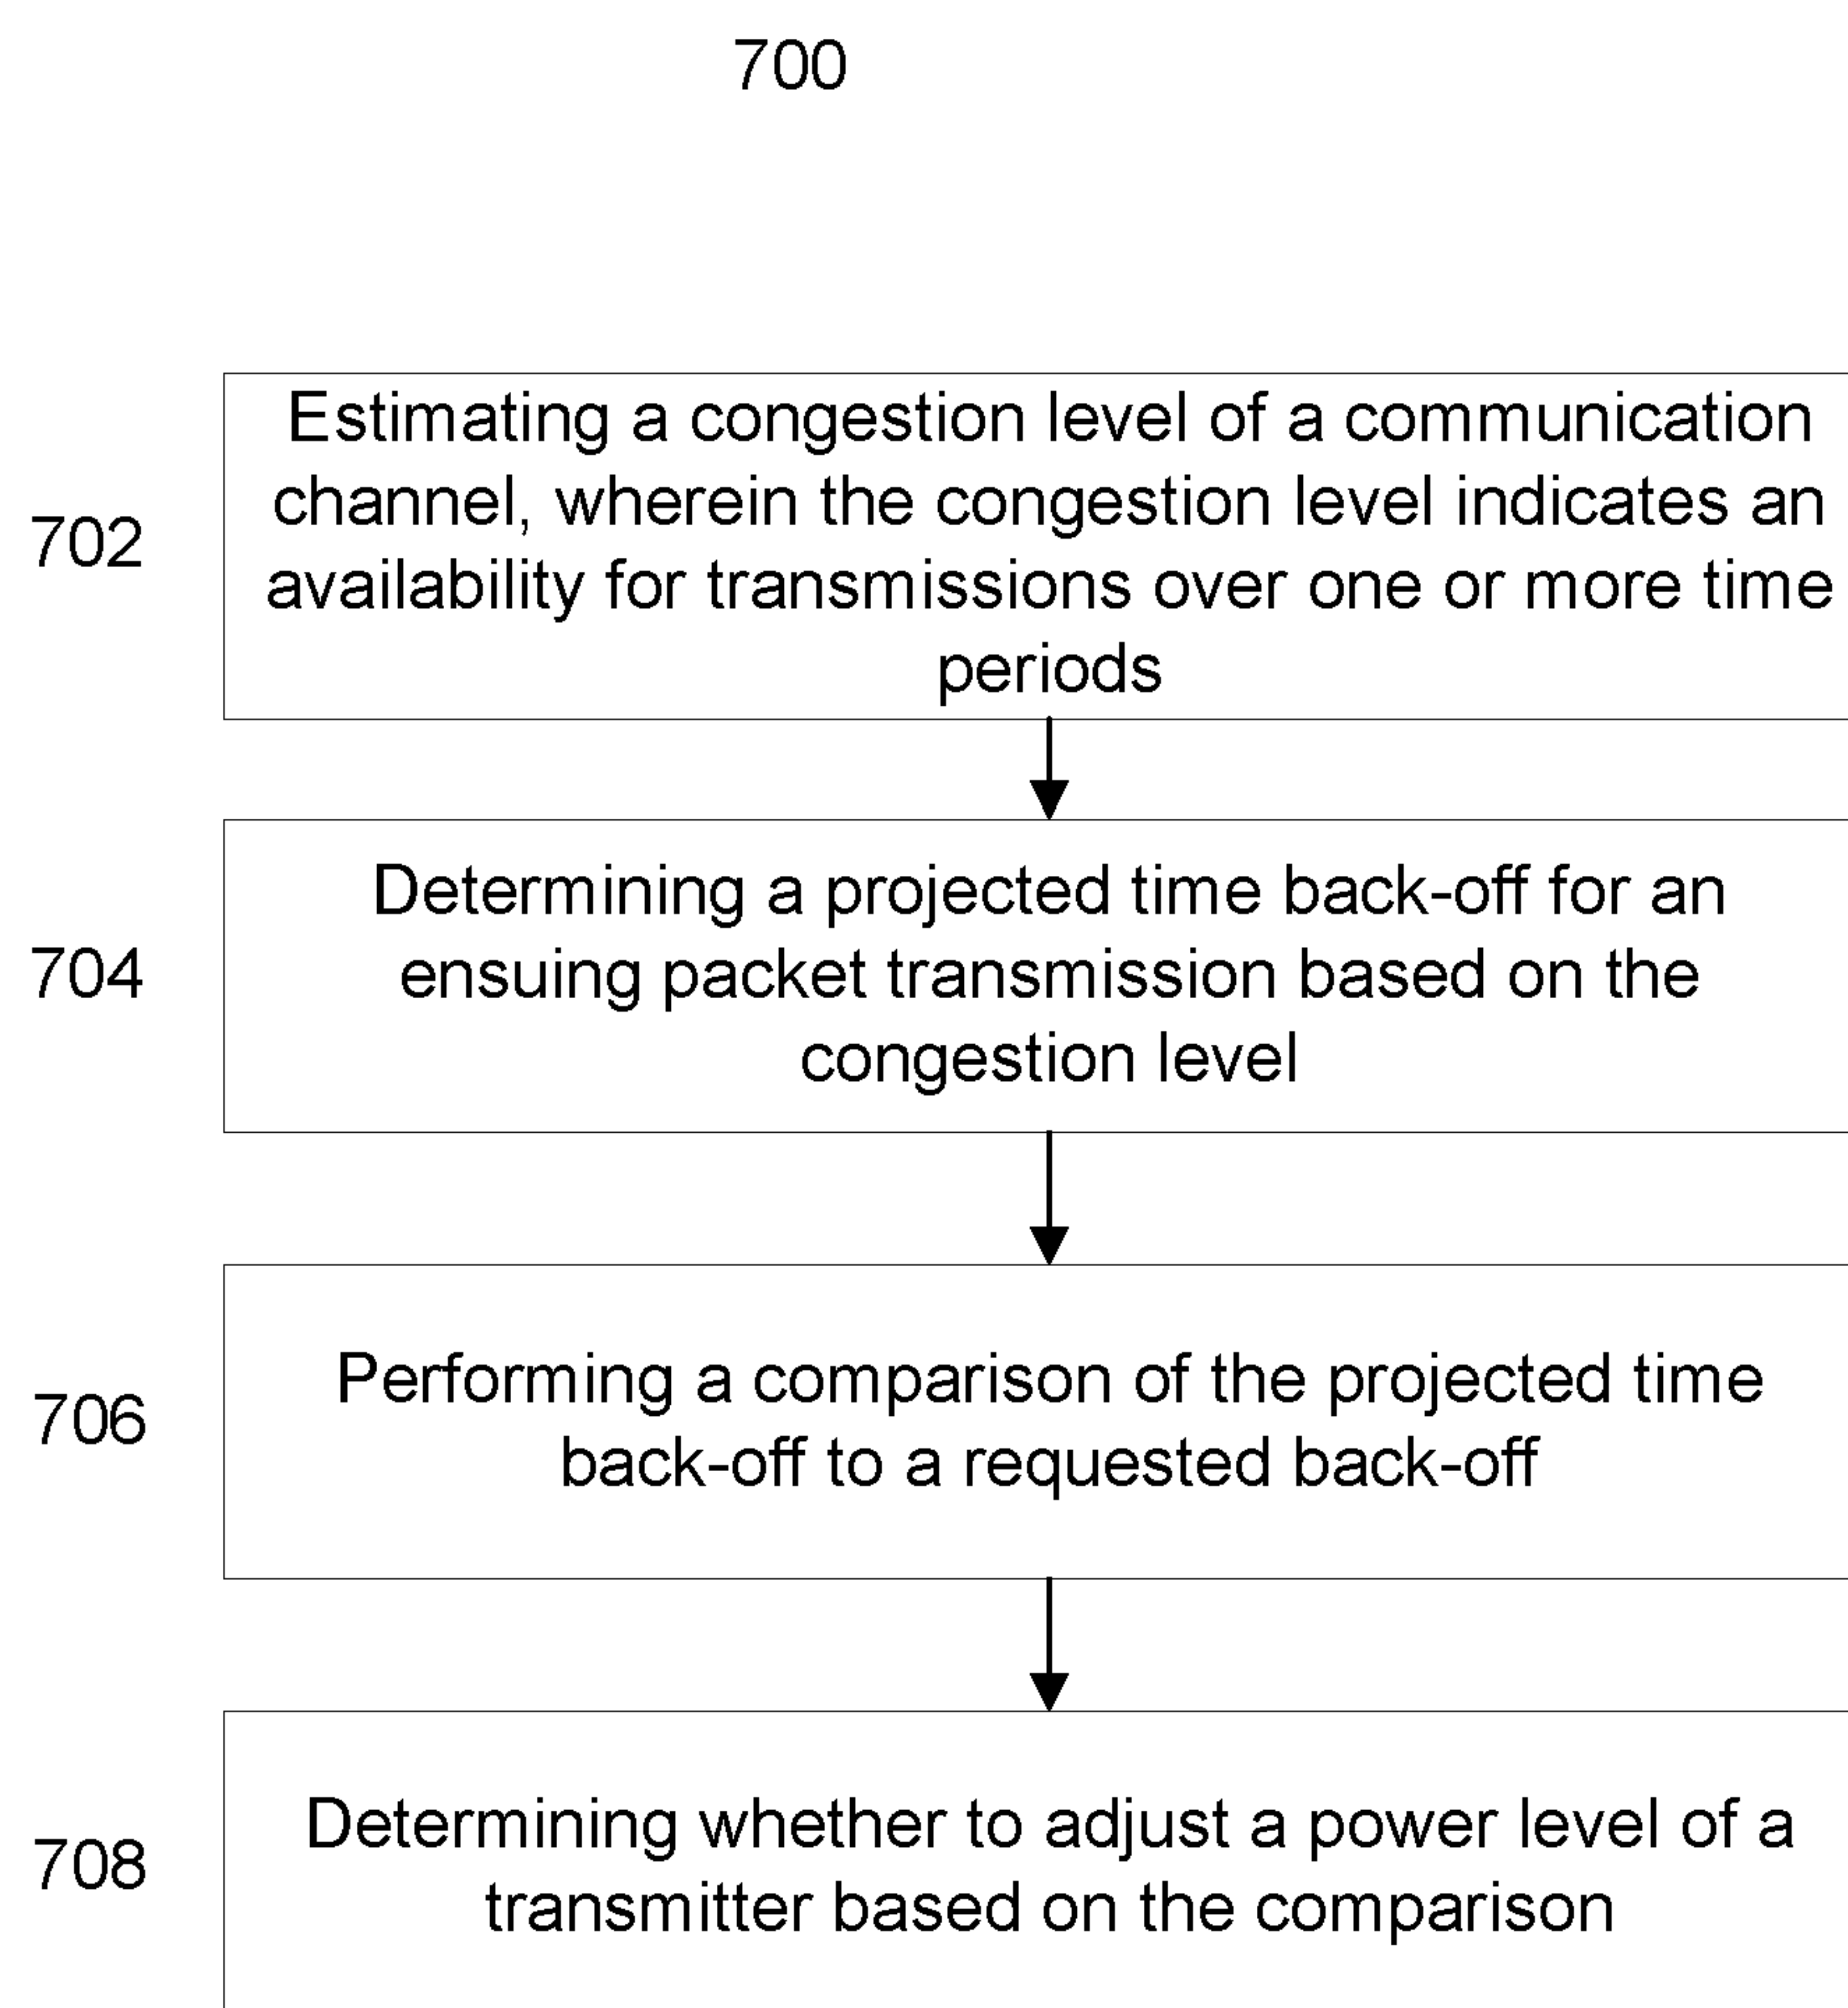 700
Estimating a congestion level of a communication
channel, wherein the congestion level indicates an
availability for transmissions over one or more time
periods
702
Determining a projected time back-off for an
ensuing packet transmission based on the
congestion level
704
Performing a comparison of the projected time
back-off to a requested back-off
706
Determining whether to adjust a power level of a
transmitter based on the comparison
708